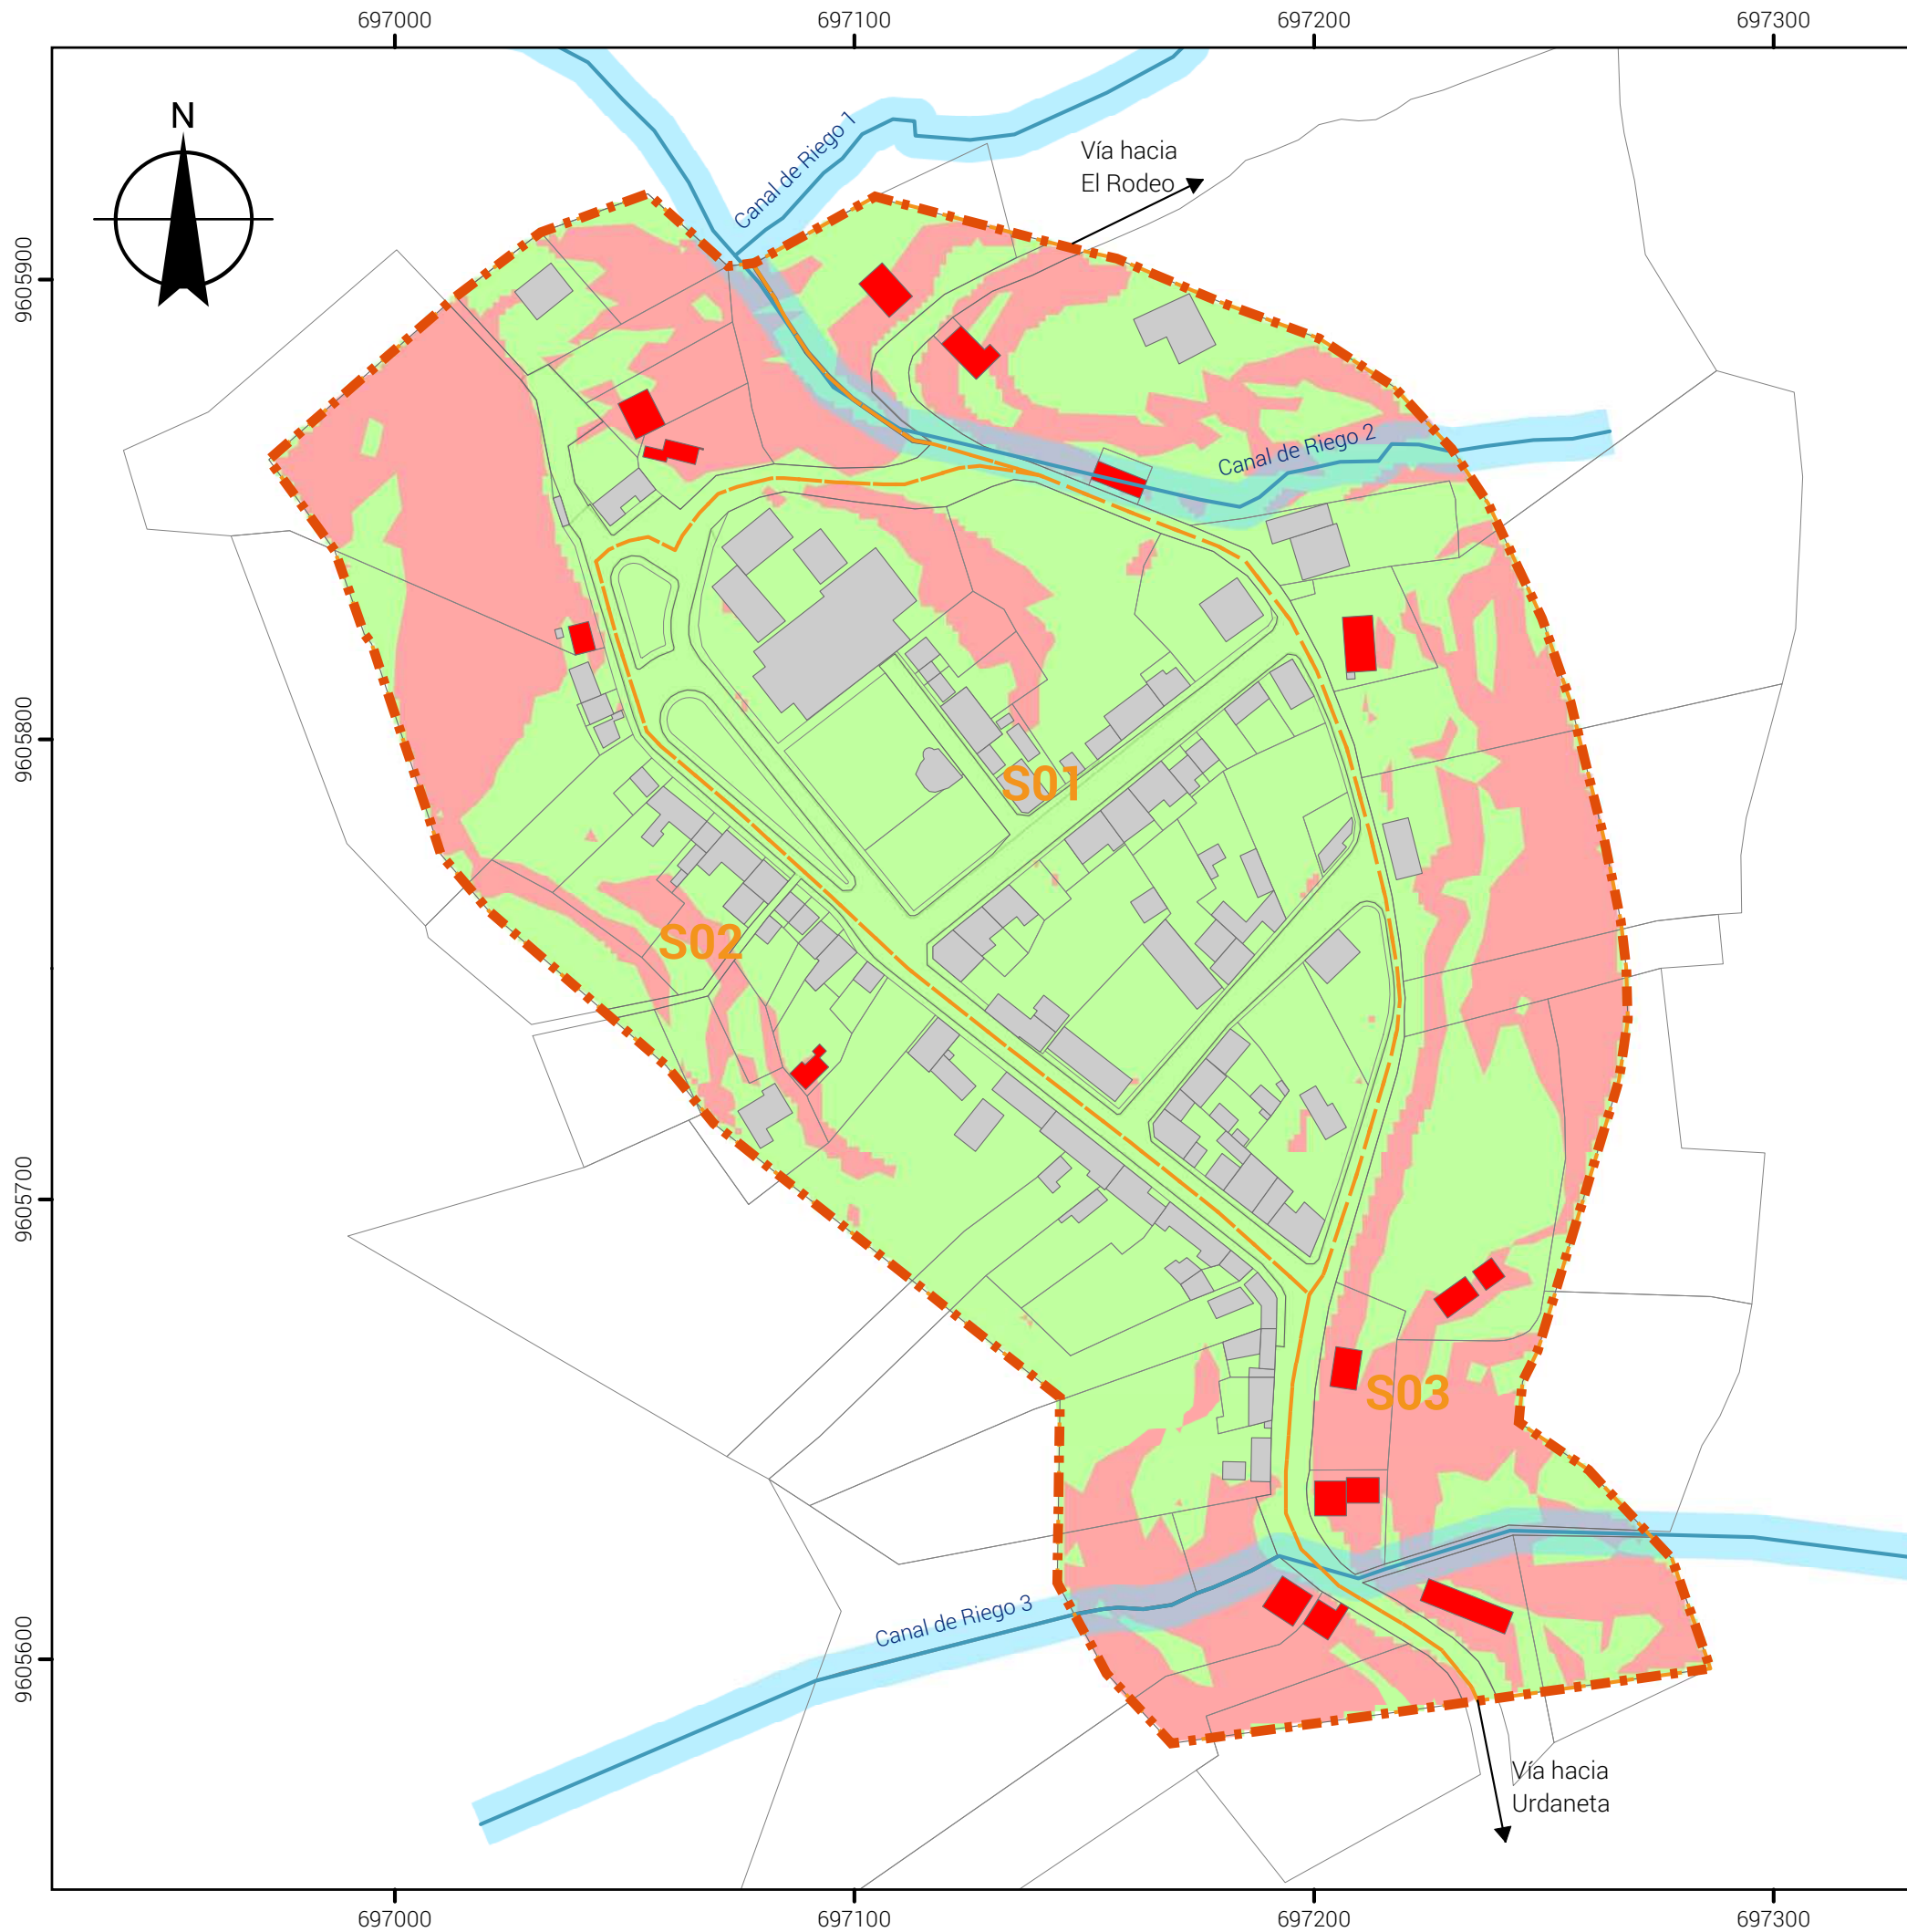 697000
697100
697200
697300
N
Canal de Riego 1
Vía hacia
El Rodeo
9605900
Canal de Riego 2
9605800
S01
S02
9605700
S03
Canal de Riego 3
9605600
Vía hacia
Urdaneta
697000
697100
697200
697300